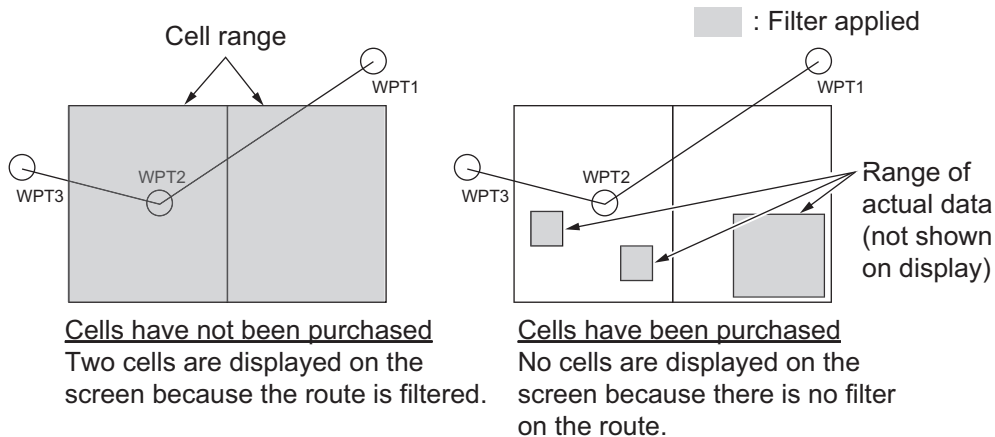 : Filter applied
Cell range
WPT1
WPT2
WPT3
WPT1
WPT2
WPT3
Range of
actual data
(not shown
on display)
Cells have not been purchased
Two cells are displayed on the
screen because the route is filtered.
Cells have been purchased
No cells are displayed on the
screen because there is no filter
on the route.